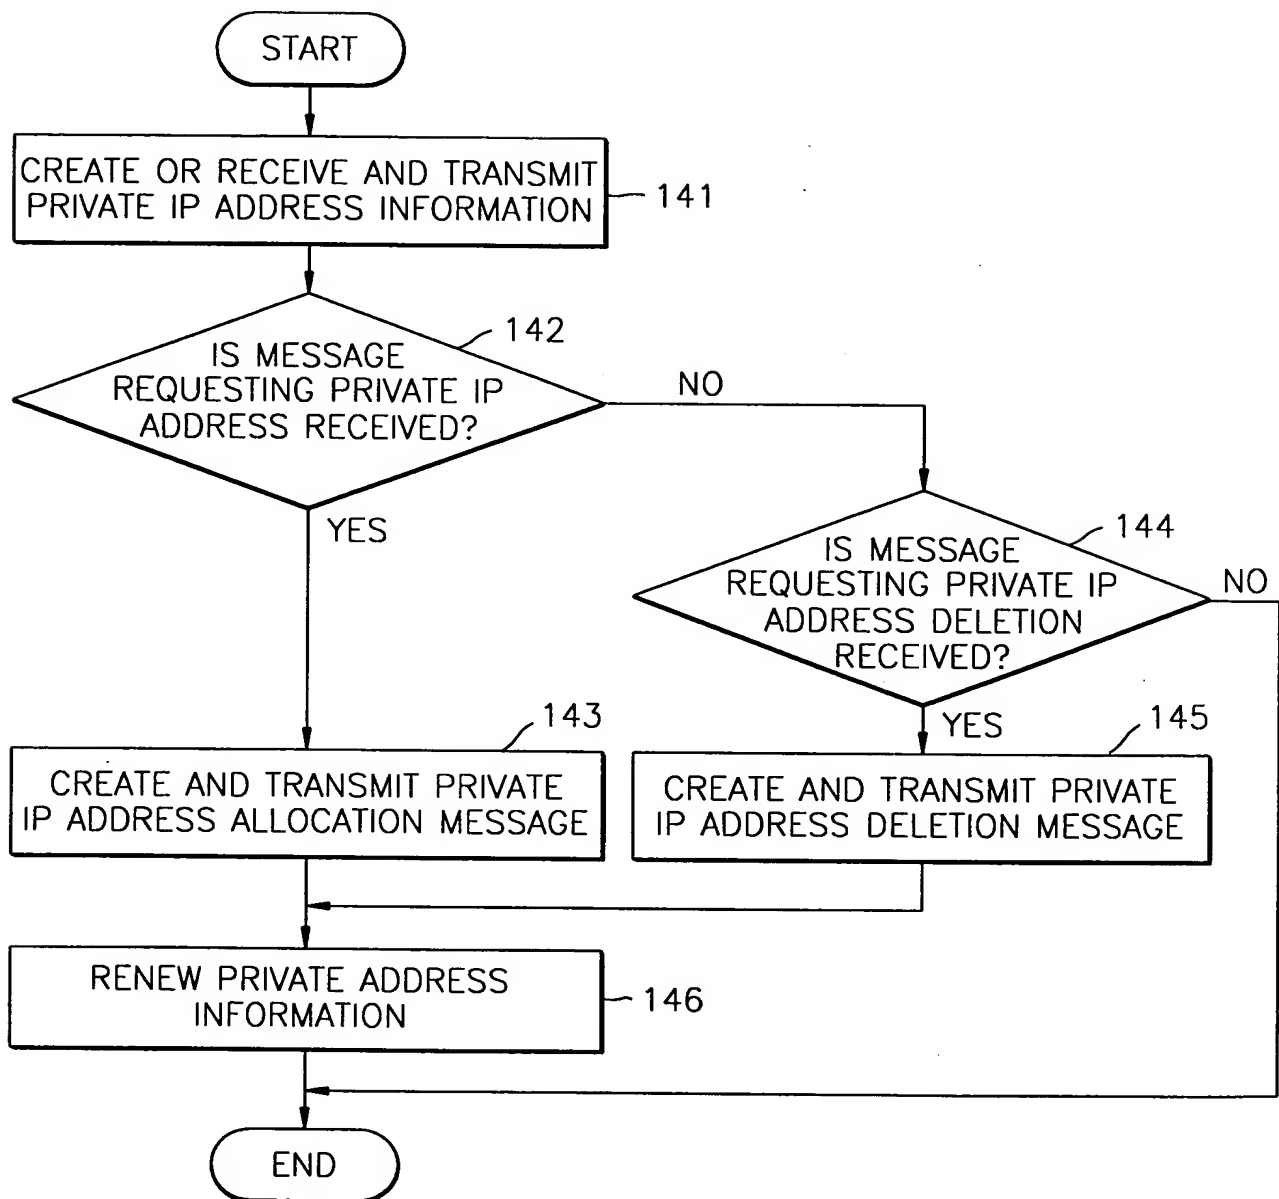 START
CREATE OR RECEIVE AND TRANSMIT
PRIVATE IP ADDRESS INFORMATION
141
142
IS MESSAGE
REQUESTING PRIVATE IP
ADDRESS RECEIVED?
NO
YES
144
IS MESSAGE
REQUESTING PRIVATE IP
ADDRESS DELETION
RECEIVED?
NO
YES
143
CREATE AND TRANSMIT PRIVATE
IP ADDRESS ALLOCATION MESSAGE
145
CREATE AND TRANSMIT PRIVATE
IP ADDRESS DELETION MESSAGE
RENEW PRIVATE ADDRESS
INFORMATION
146
END